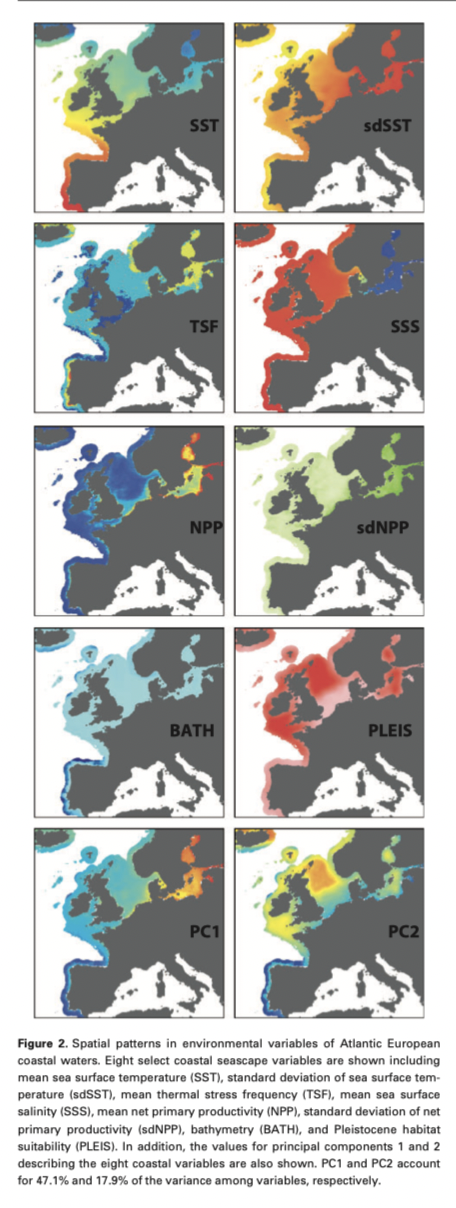 SST
sdSST
TSF
SSS
NPP
sdNPP
BATH
PLEIS
PC1
PC2
Figure 2. Spatial patterns in environmental variables of Atlantic European
coastal waters. Eight select coastal seascape variables are shown including
mean sea surface temperature (SST), standard deviation of sea surface tem-
perature (sdSST), mean thermal stress frequency (TSF), mean sea surface
salinity (SSS), mean net primary productivity (NPP), standard deviation of net
primary productivity (sdNPP), bathymetry (BATH), and Pleistocene habitat
suitability (PLEIS). In addition, the values for principal components 1 and 2
describing the eight coastal variables are also shown. PC1 and PC2 account
for 47.1% and 17.9% of the variance among variables, respectively.